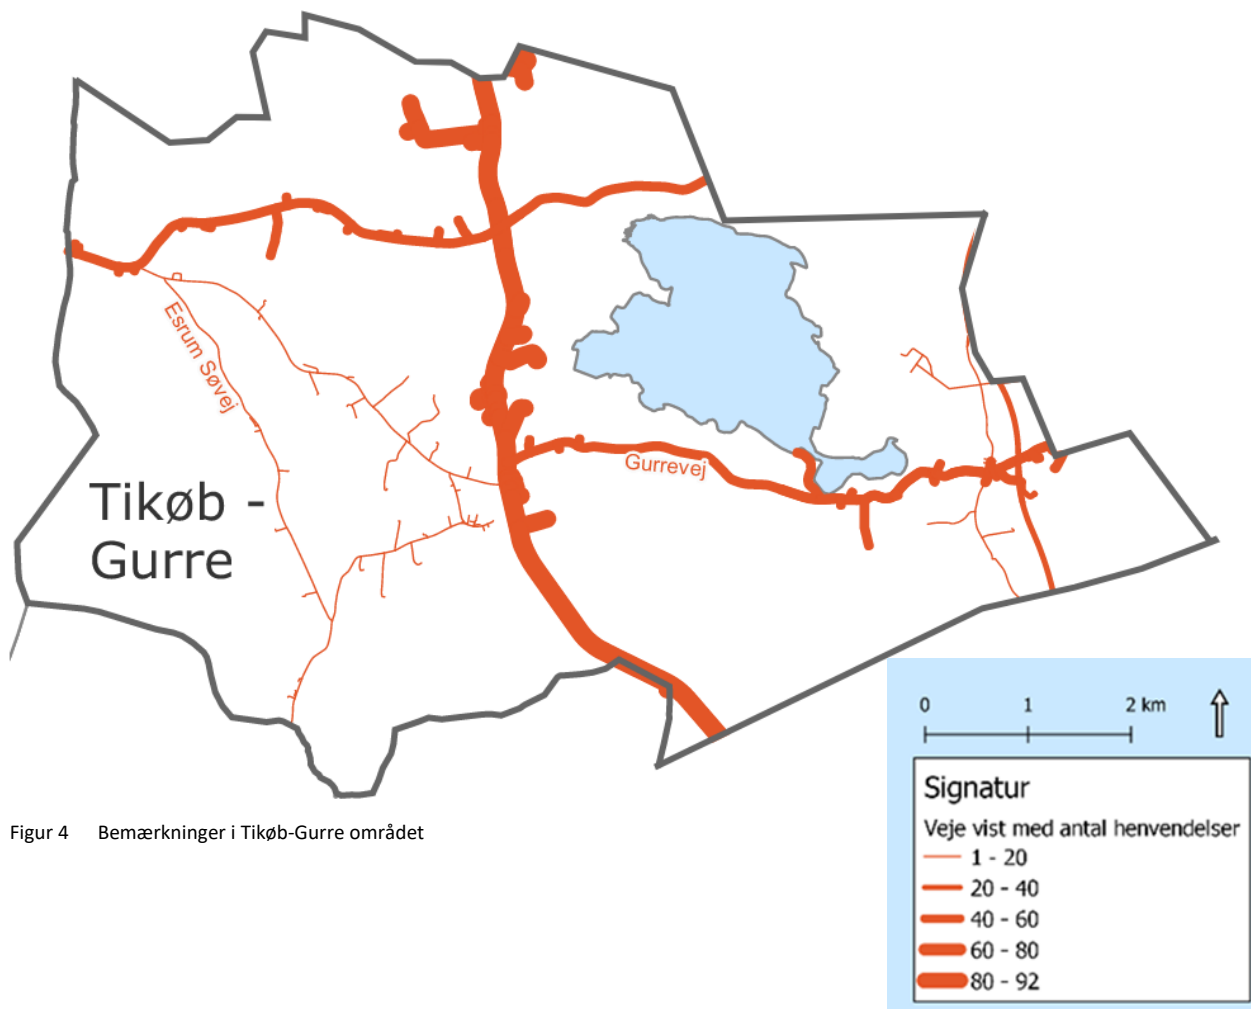 Esrum Søvej
Gurrevej
Tikøb -
Gurre
0 1 2 km
Signatur
Veje vist med antal henvendelser
1 - 20
20 - 40
40 - 60
60 - 80
80 - 92
Figur 4 Bemærkninger i Tikøb-Gurre området